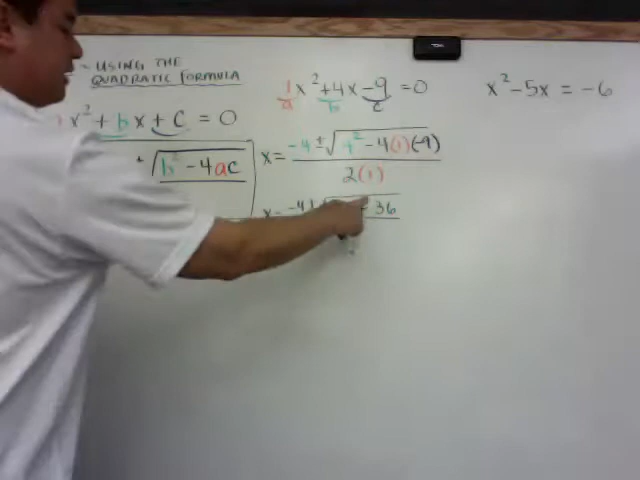 - USING THE
QUADRATIC FORMULA
x² + bx + c = 0
± √b² - 4ac
1x² + 4x - 9 = 0
a b c
x = -4 ± √4² - 4(1)(-9)
2(1)
x = -4 ± √ 36
x² - 5x = -6